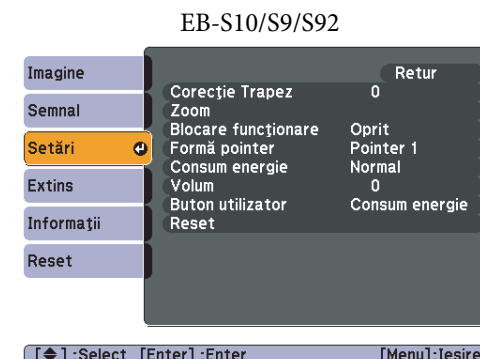 EB-S10/S9/S92
Imagine
Semnal
Setări
Extins
Informaţii
Reset
Retur
Corecţie Trapez 0
Zoom
Blocare funcţionare Oprit
Formă pointer Pointer 1
Consum energie Normal
Volum 0
Buton utilizator Consum energie
Reset
[◆] :Select [Enter] :Enter [Menu]:Ieşire